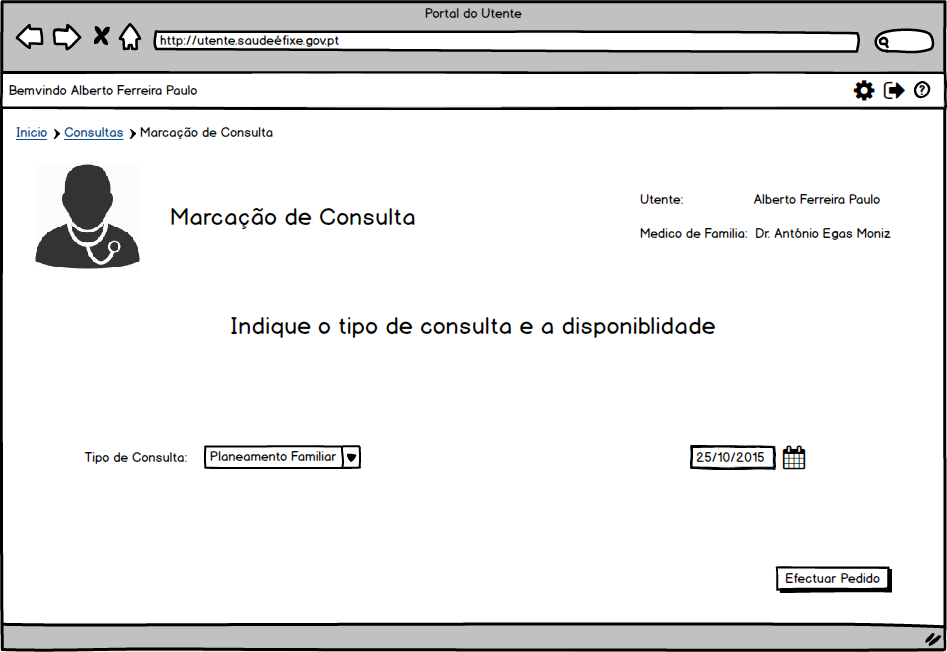 Portal do Utente
http://utente.saudeéfixe.gov.pt
Bemvindo Alberto Ferreira Paulo
Inicio Consultas Marcação de Consulta
Marcação de Consulta
Utente: Alberto Ferreira Paulo
Medico de Familia: Dr. António Egas Moniz
Indique o tipo de consulta e a disponiblidade
Tipo de Consulta: Planeamento Familiar 25/10/2015
Efectuar Pedido